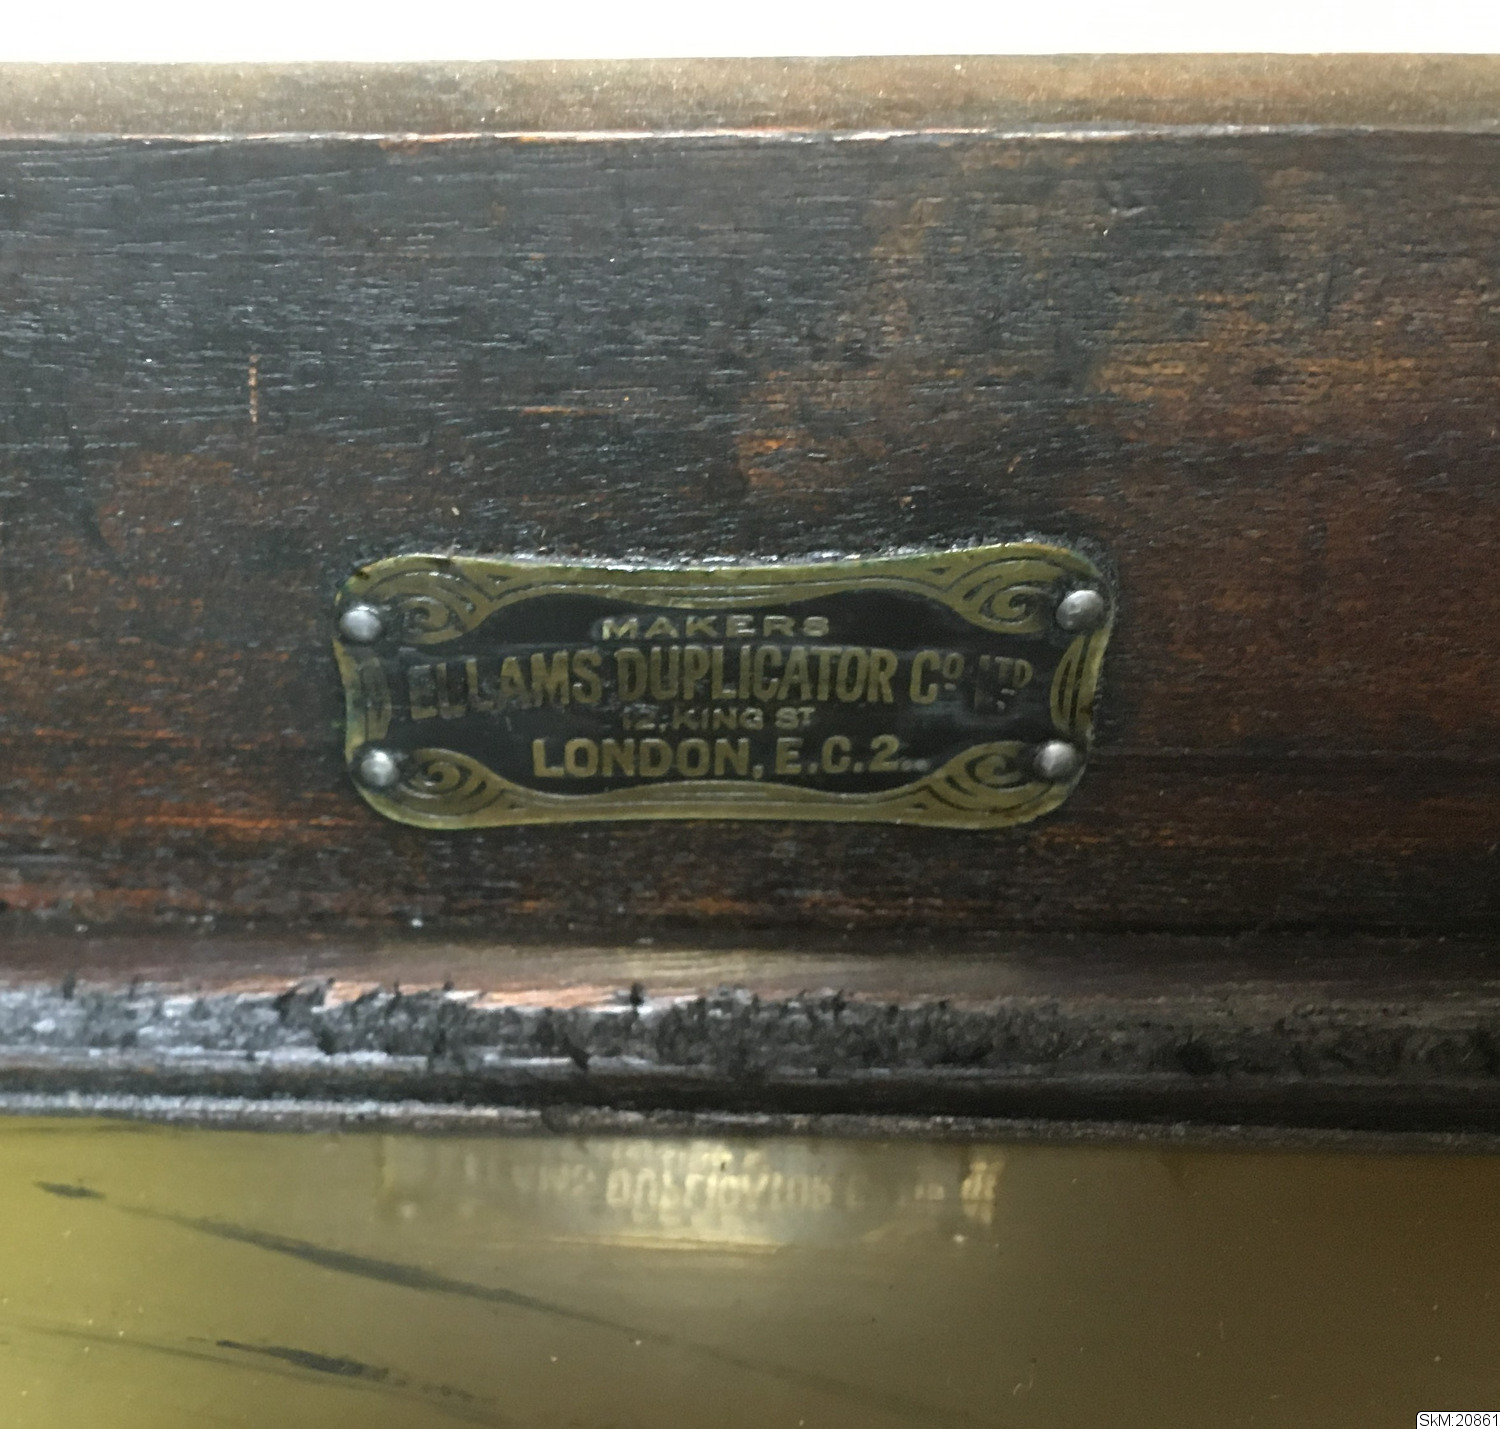 MAKERS
ELLAMS DUPLICATOR Cº LTD
12, KING ST
LONDON, E.C.2.
SkM:20861